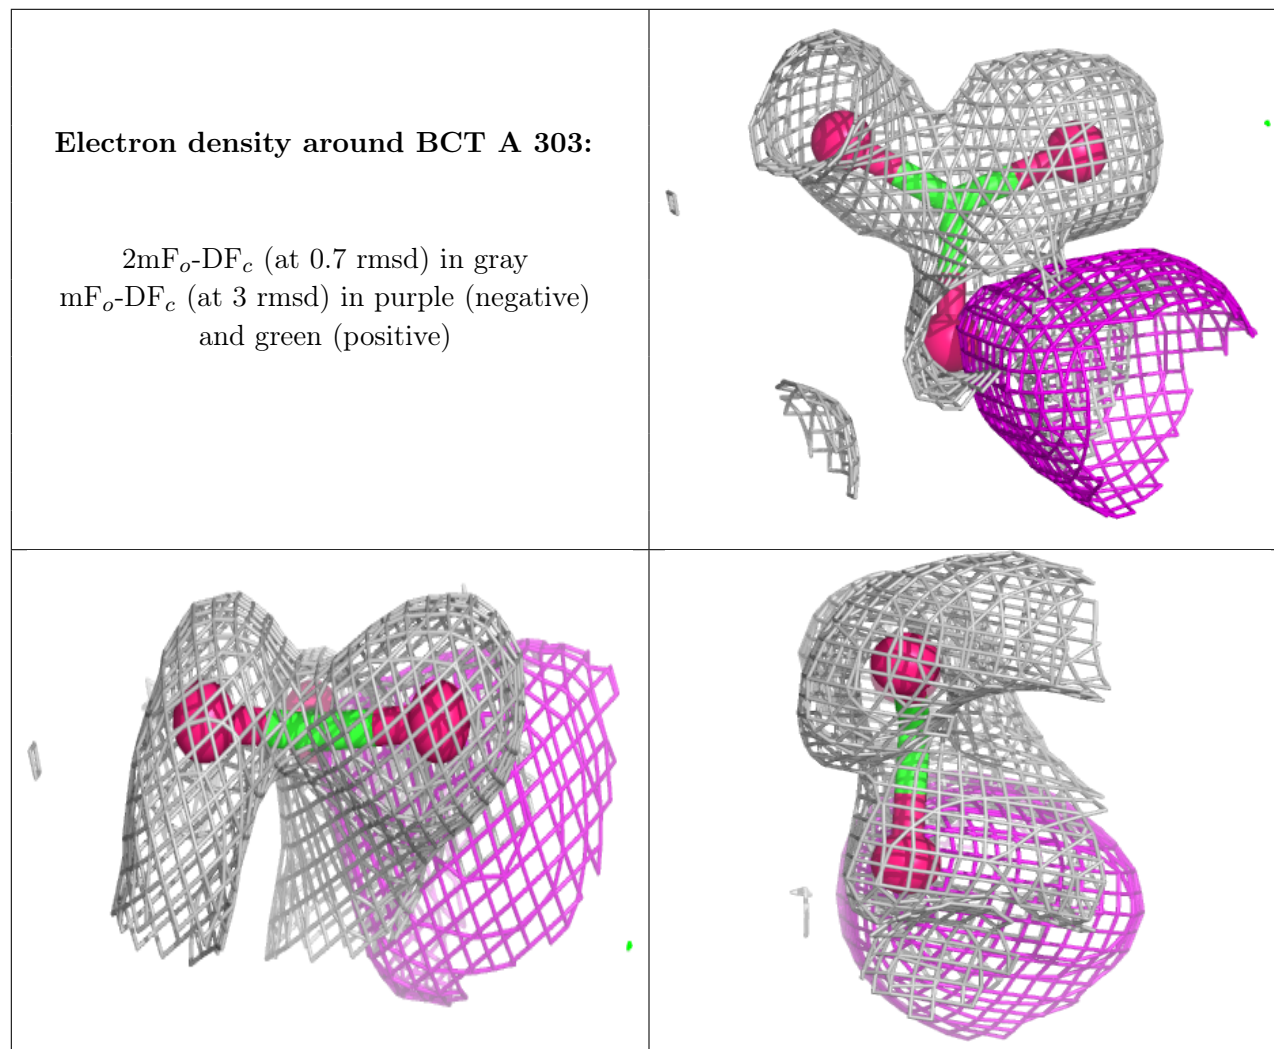 Electron density around BCT A 303:
2mFₒ-DF𝒸 (at 0.7 rmsd) in gray
mFₒ-DF𝒸 (at 3 rmsd) in purple (negative)
and green (positive)